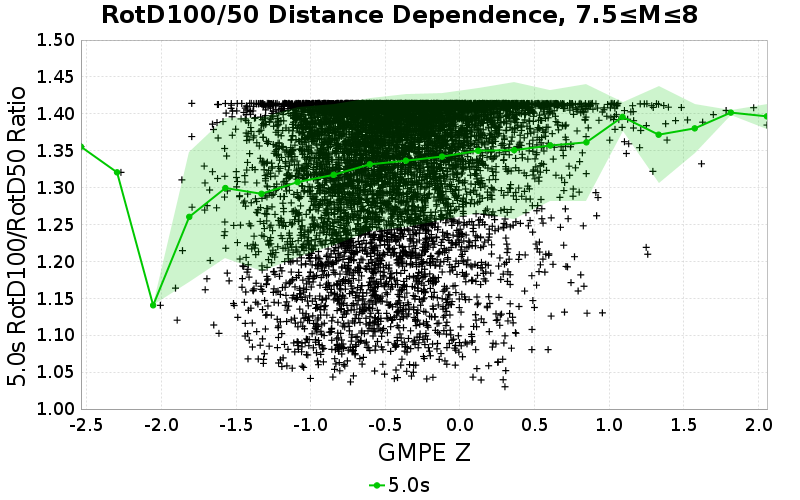 RotD100/50 Distance Dependence, 7.5≤M≤8
5.0s RotD100/RotD50 Ratio
1.50
1.45
1.40
1.35
1.30
1.25
1.20
1.15
1.10
1.05
1.00
-2.5 -2.0 -1.5 -1.0 -0.5 0.0 0.5 1.0 1.5 2.0
GMPE Z
5.0s